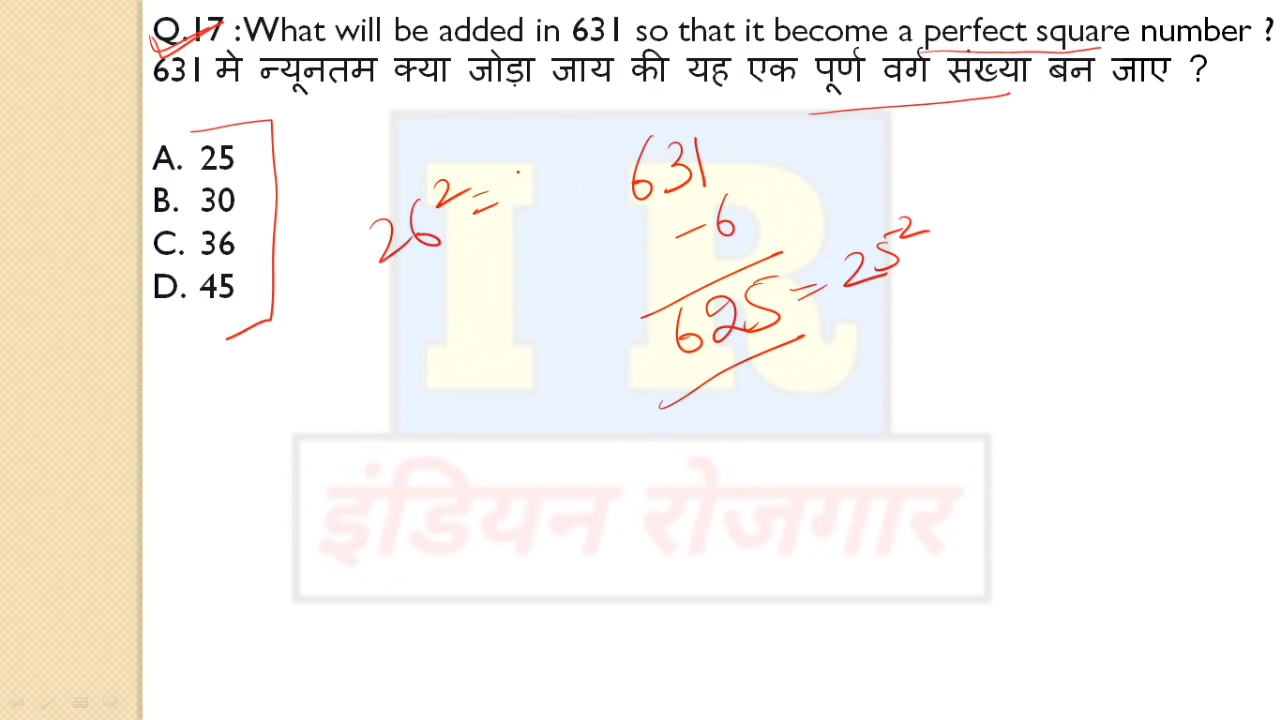 Q.17 :What will be added in 631 so that it become a perfect square number ?
631 मे न्यूनतम क्या जोड़ा जाय की यह एक पूर्ण वर्ग संख्या बन जाए ?
A. 25
B. 30
C. 36
D. 45
26² =
631
-6
625 = 25²
I R
इंडियन रोजगार